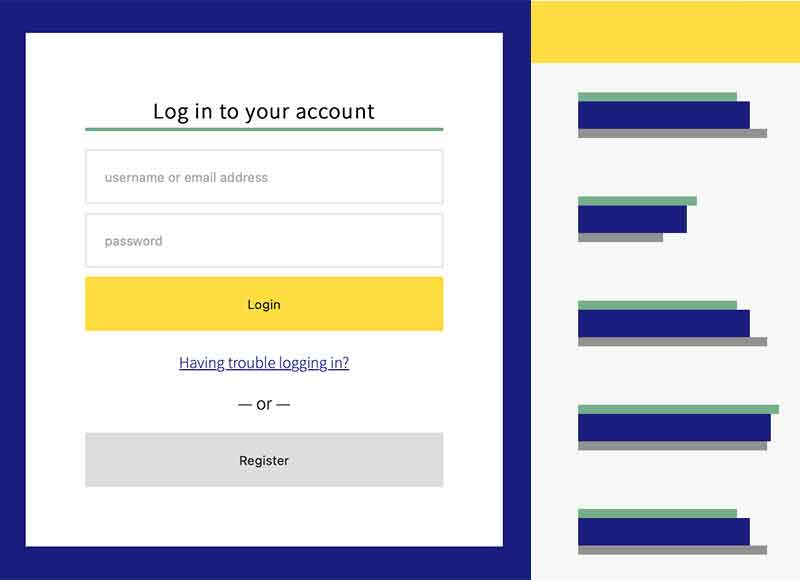 Log in to your account
username or email address
password
Login
Having trouble logging in?
— or —
Register